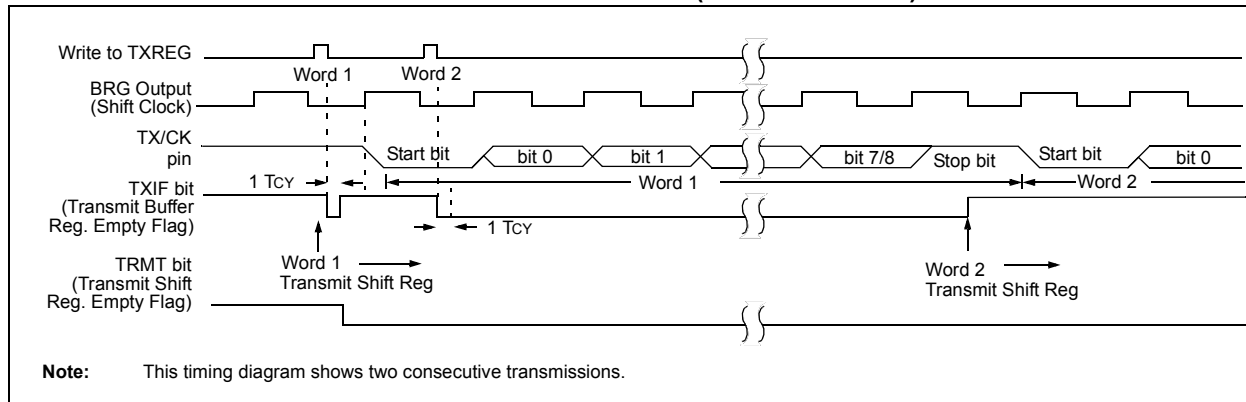 Write to TXREG
Word 1
Word 2
BRG Output
(Shift Clock)
TX/CK
pin
Start bit
bit 0
bit 1
bit 7/8
Stop bit
Start bit
bit 0
1 TCY
Word 1
Word 2
TXIF bit
(Transmit Buffer
Reg. Empty Flag)
1 TCY
Word 1
Transmit Shift Reg
Word 2
Transmit Shift Reg
TRMT bit
(Transmit Shift
Reg. Empty Flag)
Note: This timing diagram shows two consecutive transmissions.